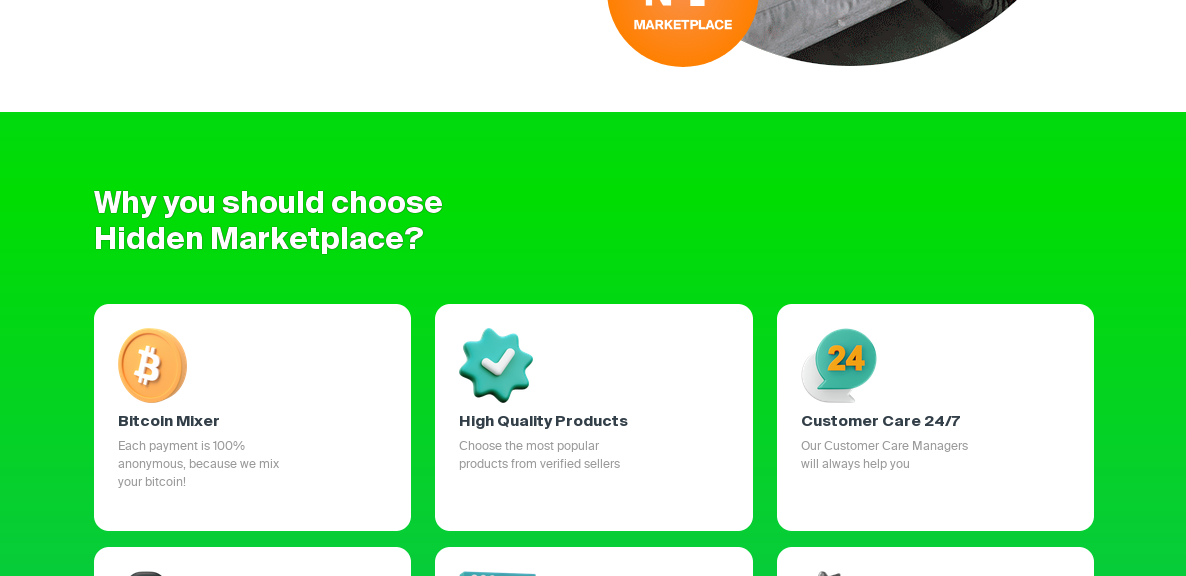 MARKETPLACE
Why you should choose
Hidden Marketplace?
24
Bitcoin Mixer
High Quality Products
Customer Care 24/7
Each payment is 100%
anonymous, because we mix
your bitcoin!
Choose the most popular
products from verified sellers
Our Customer Care Managers
will always help you